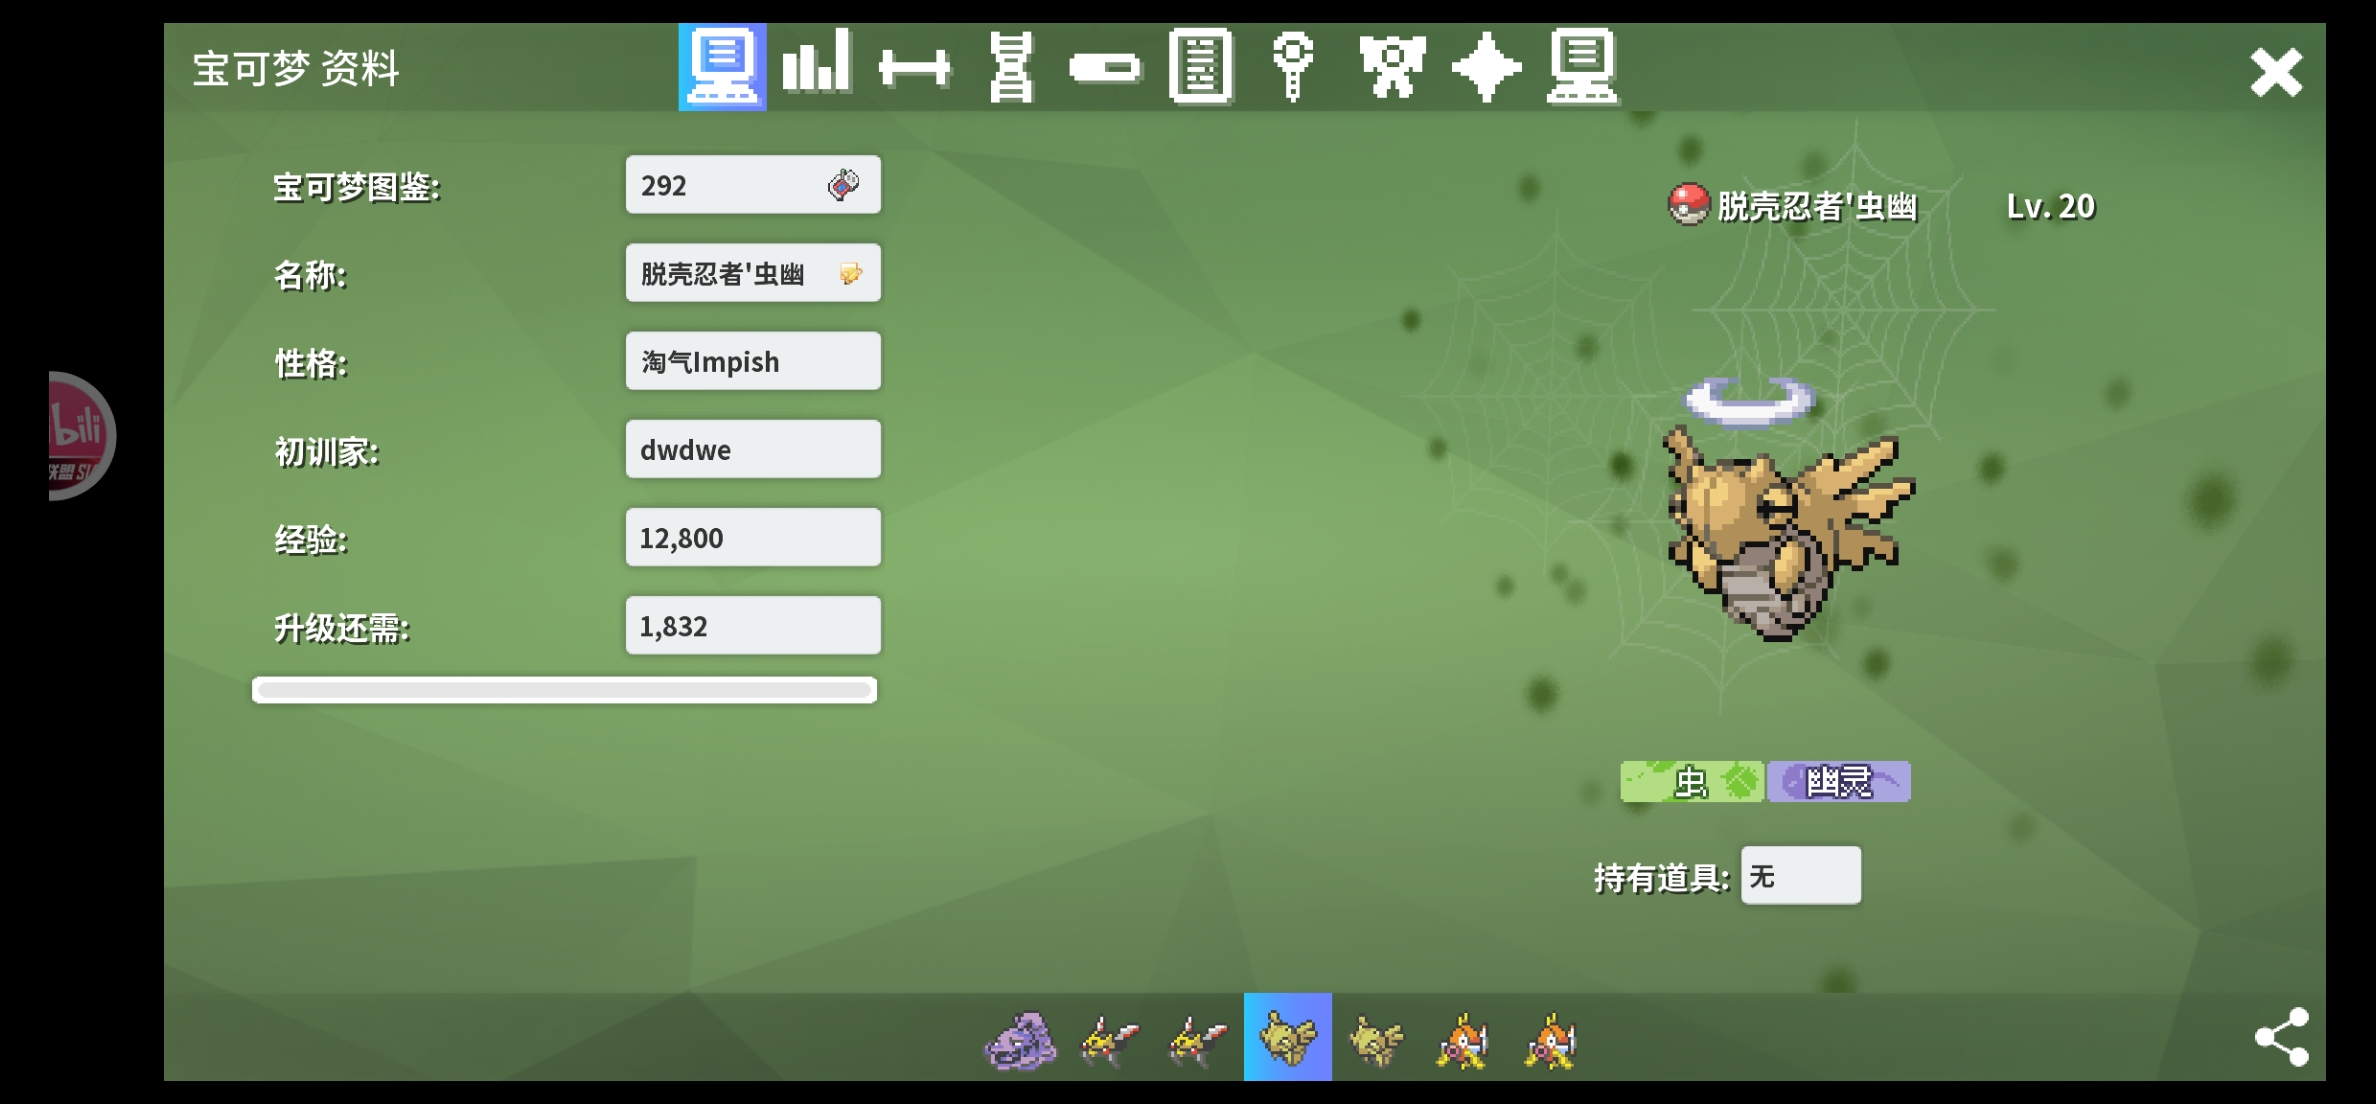 宝可梦 资料
宝可梦图鉴: 292
名称: 脱壳忍者'虫幽
性格: 淘气Impish
初训家: dwdwe
经验: 12,800
升级还需: 1,832
脱壳忍者'虫幽 Lv. 20
虫 幽灵
持有道具: 无
bili
联盟